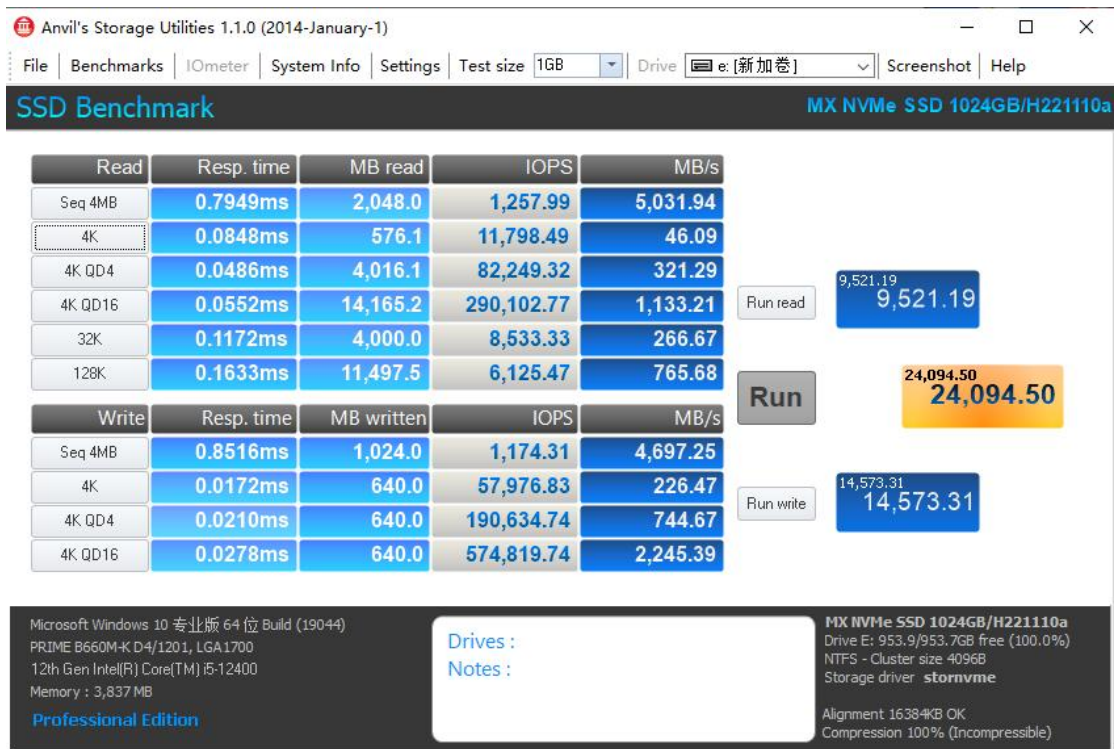 Anvil's Storage Utilities 1.1.0 (2014-January-1)
File Benchmarks IOmeter System Info Settings Test size 1GB Drive e: [新加卷] Screenshot Help
SSD Benchmark MX NVMe SSD 1024GB/H221110a
Read Resp. time MB read IOPS MB/s
Seq 4MB 0.7949ms 2,048.0 1,257.99 5,031.94
4K 0.0848ms 576.1 11,798.49 46.09
4K QD4 0.0486ms 4,016.1 82,249.32 321.29
4K QD16 0.0552ms 14,165.2 290,102.77 1,133.21
32K 0.1172ms 4,000.0 8,533.33 266.67
128K 0.1633ms 11,497.5 6,125.47 765.68
Run read
9,521.19
9,521.19
Run
24,094.50
24,094.50
Write Resp. time MB written IOPS MB/s
Seq 4MB 0.8516ms 1,024.0 1,174.31 4,697.25
4K 0.0172ms 640.0 57,976.83 226.47
4K QD4 0.0210ms 640.0 190,634.74 744.67
4K QD16 0.0278ms 640.0 574,819.74 2,245.39
Run write
14,573.31
14,573.31
Microsoft Windows 10 专业版 64 位 Build (19044)
PRIME B660M-K D4/1201, LGA1700
12th Gen Intel(R) Core(TM) i5-12400
Memory : 3,837 MB
Professional Edition
Drives :
Notes :
MX NVMe SSD 1024GB/H221110a
Drive E: 953.9/953.7GB free (100.0%)
NTFS - Cluster size 4096B
Storage driver stornvme
Alignment 16384KB OK
Compression 100% (Incompressible)